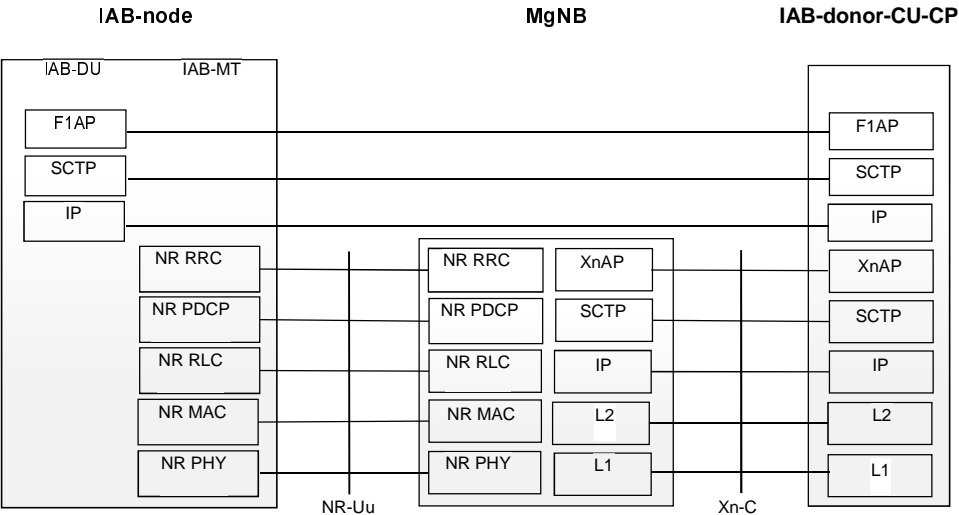 IAB-node MgNB IAB-donor-CU-CP
IAB-DU IAB-MT
F1AP F1AP
SCTP SCTP
IP IP
NR RRC NR RRC XnAP XnAP
NR PDCP NR PDCP SCTP SCTP
NR RLC NR RLC IP IP
NR MAC NR MAC L2 L2
NR PHY NR PHY L1 L1
NR-Uu Xn-C